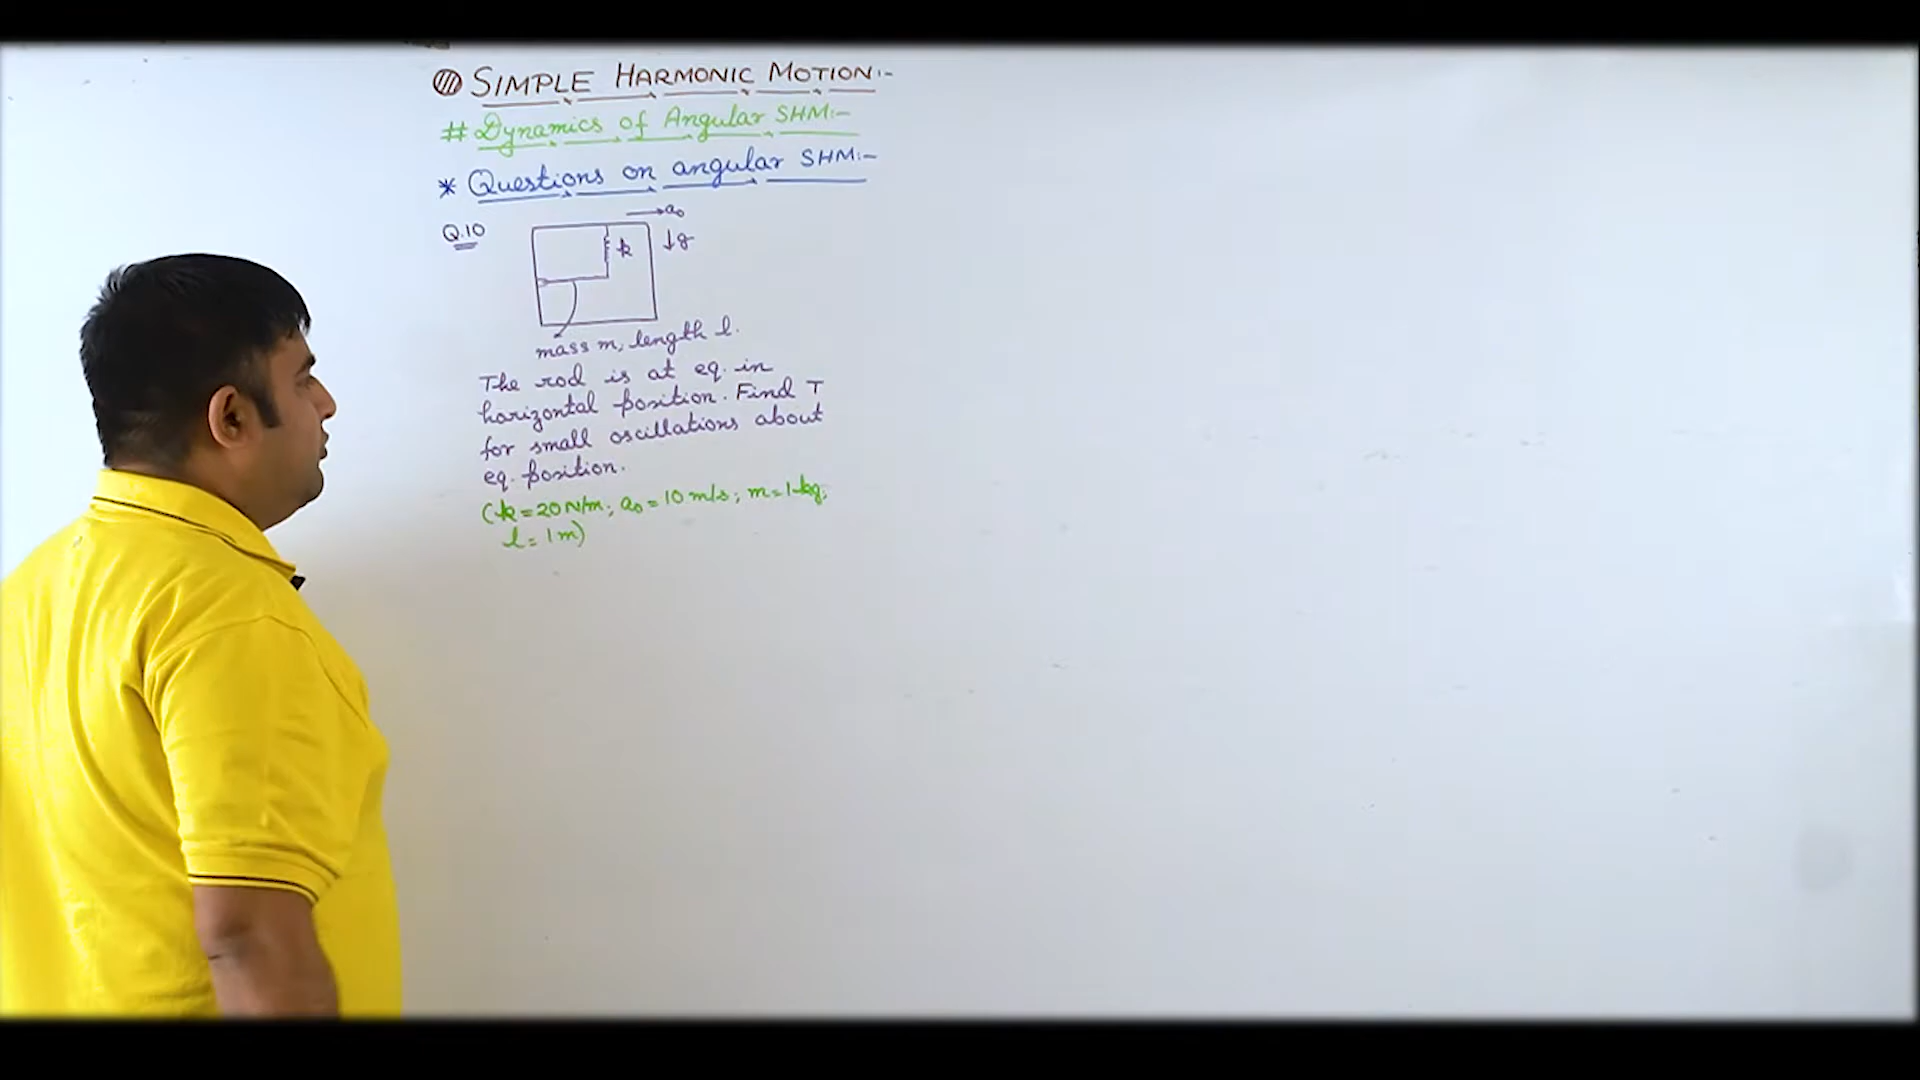 SIMPLE HARMONIC MOTION:-
# Dynamics of Angular SHM:-
* Questions on angular SHM:-
Q.10
→a₀
k ↓g
mass m, length l.
The rod is at eq. in
horizontal position. Find T
for small oscillations about
eq. position.
(k = 20 N/m; a₀ = 10 m/s; m = 1 kg;
l = 1m)